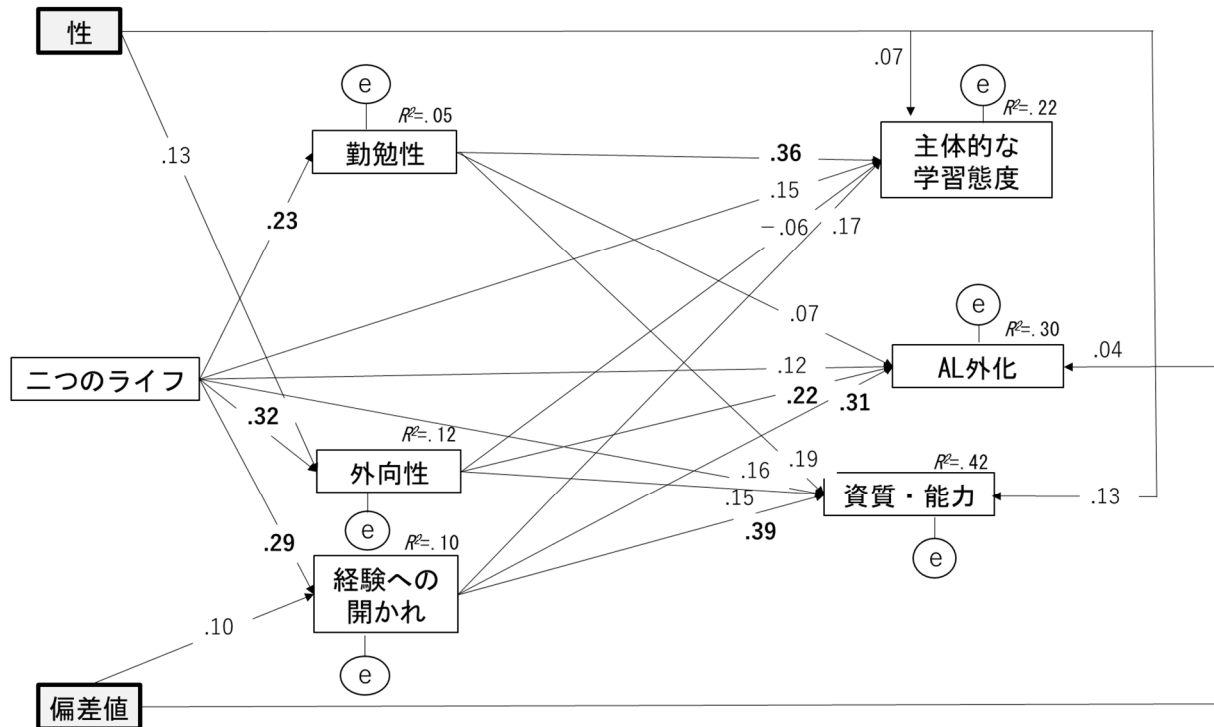 性
.07
e
R²=.05
e
R²=.22
勤勉性
主体的な
学習態度
.13
.36
.15
.23
−.06
.17
e
R²=.30
.07
二つのライフ
.12
AL外化
.04
.32
.22
.31
R²=.12
外向性
.16
.19
R²=.42
資質・能力
.13
.15
e
.29
R²=.10
.39
経験への
開かれ
e
.10
e
偏差値